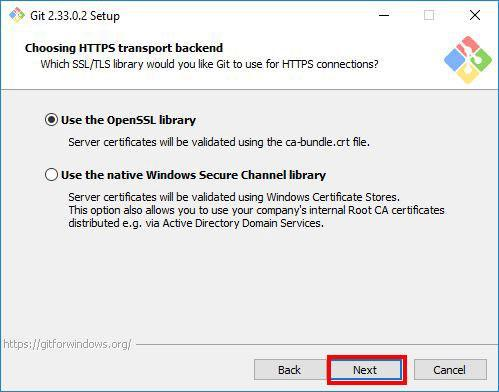 Git 2.33.0.2 Setup
Choosing HTTPS transport backend
Which SSL/TLS library would you like Git to use for HTTPS connections?
Use the OpenSSL library
Server certificates will be validated using the ca-bundle.crt file.
Use the native Windows Secure Channel library
Server certificates will be validated using Windows Certificate Stores.
This option also allows you to use your company's internal Root CA certificates
distributed e.g. via Active Directory Domain Services.
https://gitforwindows.org/
Back
Next
Cancel